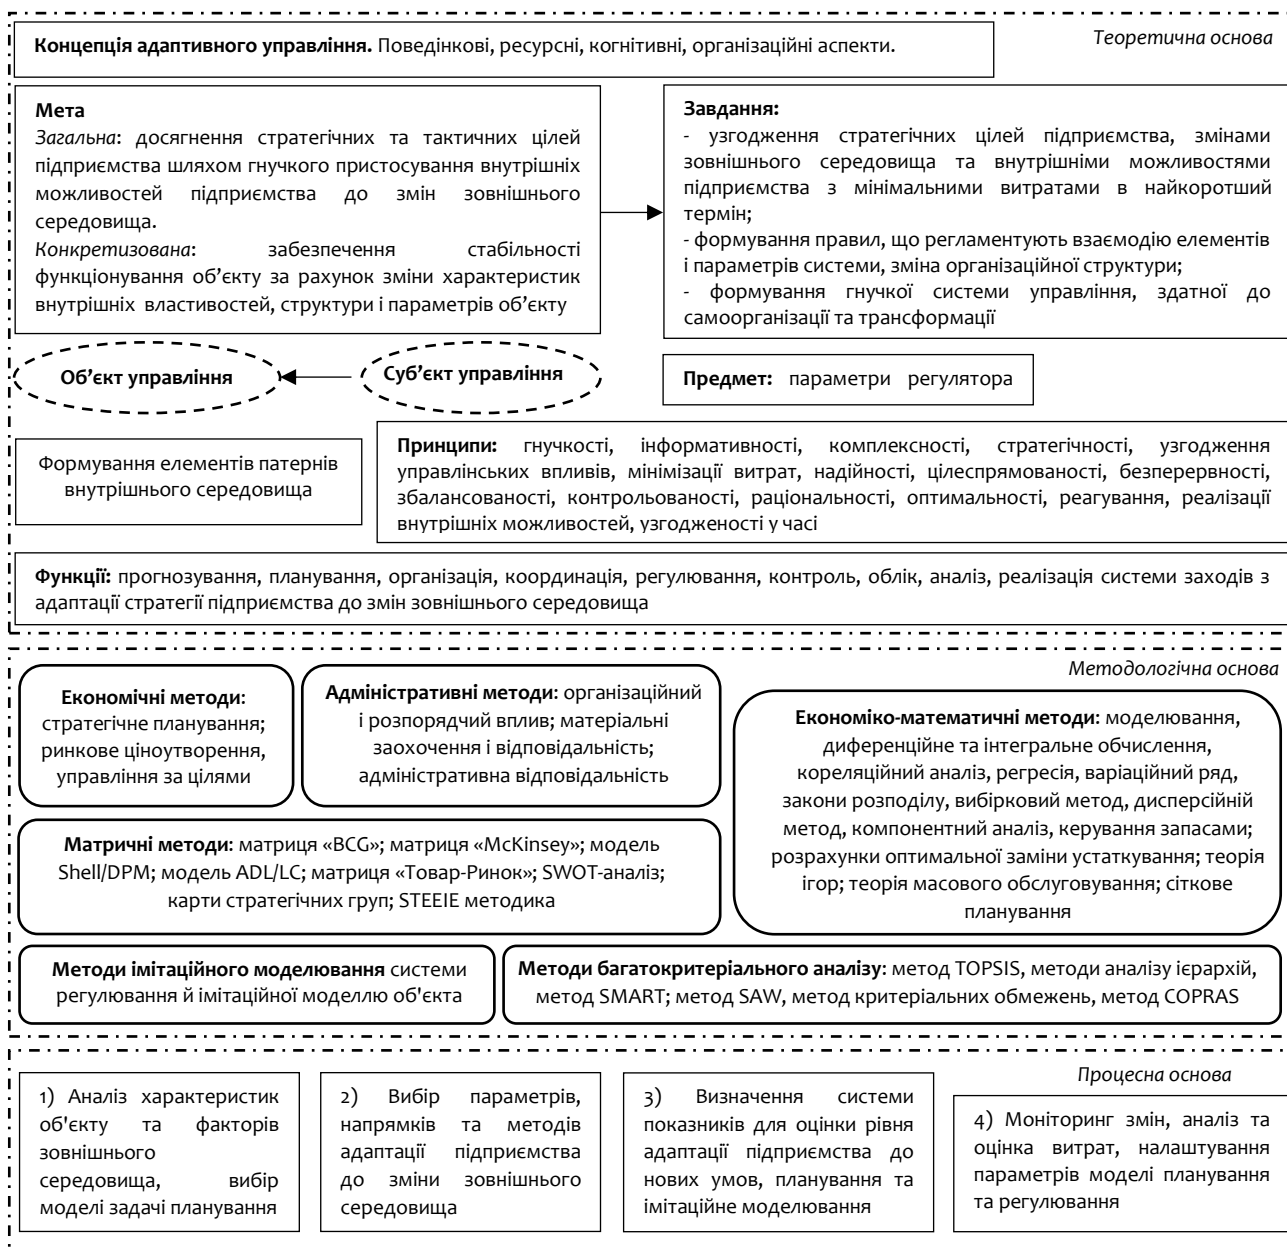 Концепція адаптивного управління. Поведінкові, ресурсні, когнітивні, організаційні аспекти.
Теоретична основа
Мета
Загальна: досягнення стратегічних та тактичних цілей
підприємства шляхом гнучкого пристосування внутрішніх
можливостей підприємства до змін зовнішнього
середовища.
Конкретизована: забезпечення стабільності
функціонування об’єкту за рахунок зміни характеристик
внутрішніх властивостей, структури і параметрів об’єкту
Завдання:
- узгодження стратегічних цілей підприємства, змінами
зовнішнього середовища та внутрішніми можливостями
підприємства з мінімальними витратами в найкоротший
термін;
- формування правил, що регламентують взаємодію елементів
і параметрів системи, зміна організаційної структури;
- формування гнучкої системи управління, здатної до
самоорганізації та трансформації
Об’єкт управління
Суб’єкт управління
Предмет: параметри регулятора
Формування елементів патернів
внутрішнього середовища
Принципи: гнучкості, інформативності, комплексності, стратегічності, узгодження
управлінських впливів, мінімізації витрат, надійності, цілеспрямованості, безперервності,
збалансованості, контрольованості, раціональності, оптимальності, реагування, реалізації
внутрішніх можливостей, узгодженості у часі
Функції: прогнозування, планування, організація, координація, регулювання, контроль, облік, аналіз, реалізація системи заходів з
адаптації стратегії підприємства до змін зовнішнього середовища
Методологічна основа
Економічні методи:
стратегічне планування;
ринкове ціноутворення,
управління за цілями
Адміністративні методи: організаційний
і розпорядчий вплив; матеріальні
заохочення і відповідальність;
адміністративна відповідальність
Економіко-математичні методи: моделювання,
диференційне та інтегральне обчислення,
кореляційний аналіз, регресія, варіаційний ряд,
закони розподілу, вибірковий метод, дисперсійній
метод, компонентний аналіз, керування запасами;
розрахунки оптимальної заміни устаткування; теорія
ігор; теорія масового обслуговування; сіткове
планування
Матричні методи: матриця «BCG»; матриця «McKinsey»; модель
Shell/DPM; модель ADL/LC; матриця «Товар-Ринок»; SWOT-аналіз;
карти стратегічних груп; STEEIE методика
Методи імітаційного моделювання системи
регулювання й імітаційної моделлю об'єкта
Методи багатокритеріального аналізу: метод TOPSIS, методи аналізу ієрархій,
метод SMART; метод SAW, метод критеріальних обмежень, метод COPRAS
Процесна основа
1) Аналіз характеристик
об'єкту та факторів
зовнішнього
середовища, вибір
моделі задачі планування
2) Вибір параметрів,
напрямків та методів
адаптації підприємства
до зміни зовнішнього
середовища
3) Визначення системи
показників для оцінки рівня
адаптації підприємства до
нових умов, планування та
імітаційне моделювання
4) Моніторинг змін, аналіз та
оцінка витрат, налаштування
параметрів моделі планування
та регулювання